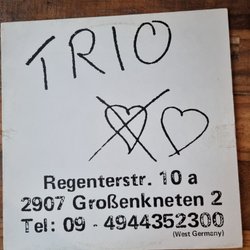 TRIO
Regenterstr. 10 a
2907 Großenkneten 2
Tel: 09 - 4944352300
(West Germany)